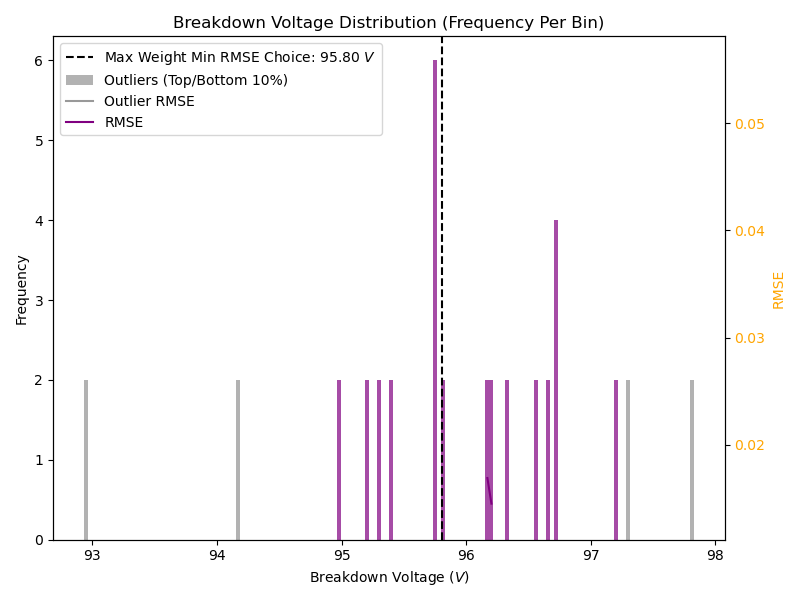 Breakdown Voltage Distribution (Frequency Per Bin)
Max Weight Min RMSE Choice: 95.80 V
Outliers (Top/Bottom 10%)
Outlier RMSE
RMSE
6
5
4
3
2
1
0
Frequency
0.05
0.04
0.03
0.02
RMSE
93 94 95 96 97 98
Breakdown Voltage (V)